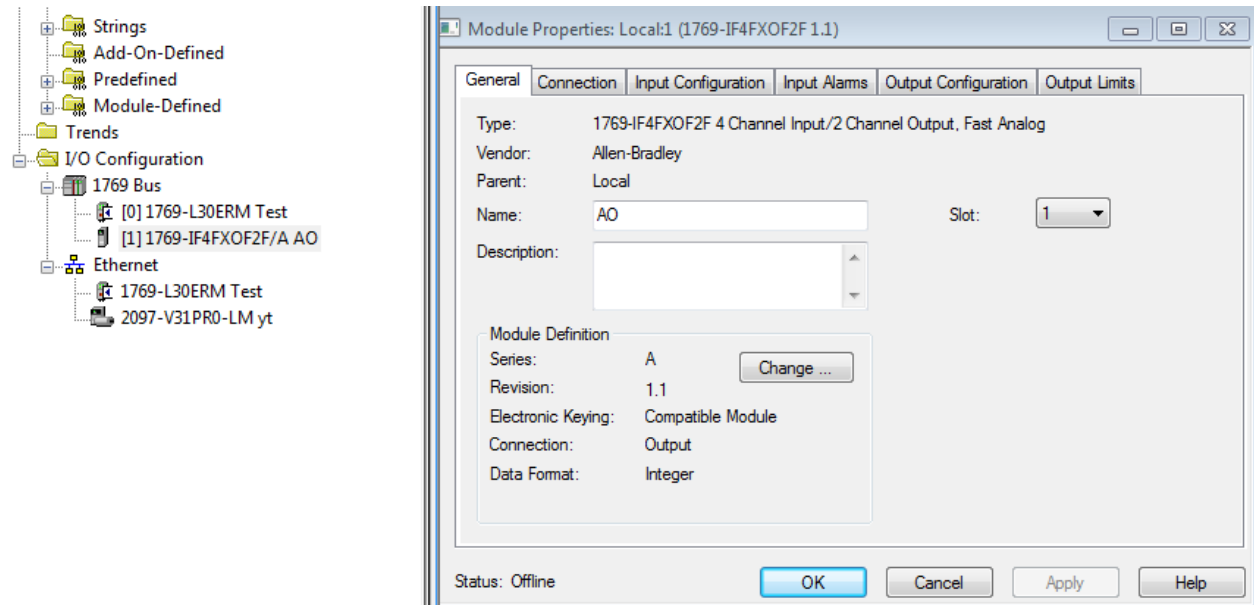 Strings
Add-On-Defined
Predefined
Module-Defined
Trends
I/O Configuration
1769 Bus
[0] 1769-L30ERM Test
[1] 1769-IF4FXOF2F/A AO
Ethernet
1769-L30ERM Test
2097-V31PR0-LM yt
Module Properties: Local:1 (1769-IF4FXOF2F 1.1)
General Connection Input Configuration Input Alarms Output Configuration Output Limits
Type: 1769-IF4FXOF2F 4 Channel Input/2 Channel Output, Fast Analog
Vendor: Allen-Bradley
Parent: Local
Name: AO Slot: 1
Description:
Module Definition
Series: A Change ...
Revision: 1.1
Electronic Keying: Compatible Module
Connection: Output
Data Format: Integer
Status: Offline OK Cancel Apply Help